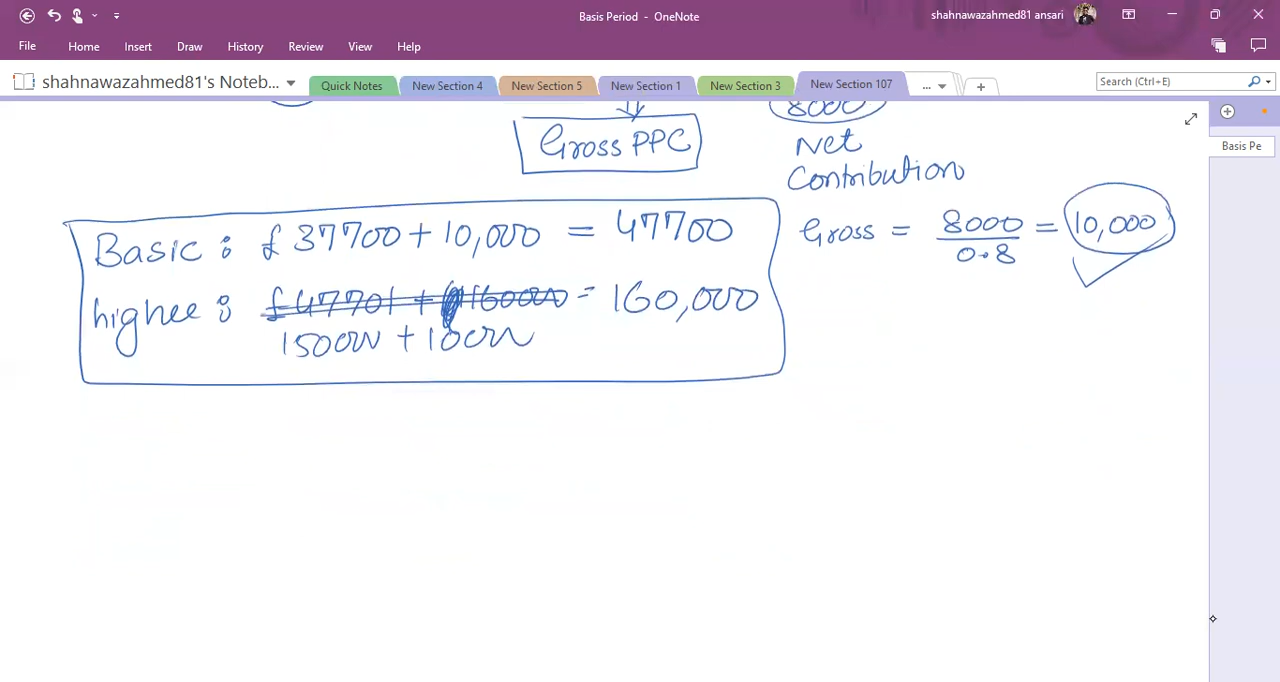 Basis Period - OneNote
shahnawazahmed81 ansari
File Home Insert Draw History Review View Help
shahnawazahmed81's Noteb... Quick Notes New Section 4 New Section 5 New Section 1 New Section 3 New Section 107 ...
Search (Ctrl+E)
Basis Pe
8000
Gross PPC
Net
Contribution
Basic : £37700 + 10,000 = 47700
Gross = 8000 / 0.8 = 10,000
higher : £47701 + 160000 = 160,000
150000 + 10000